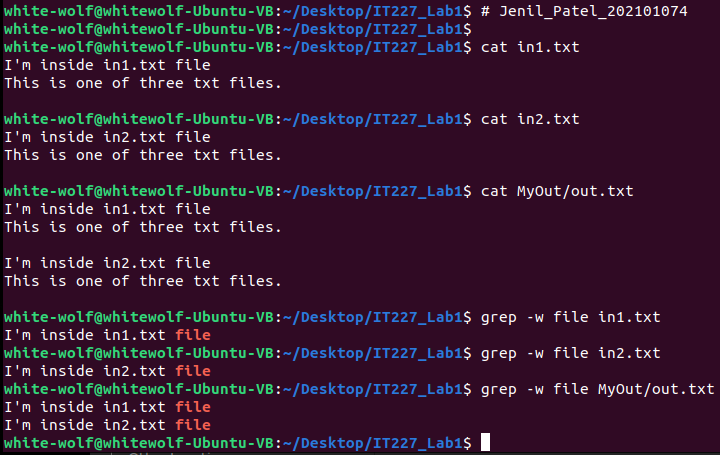 white-wolf@whitewolf-Ubuntu-VB:~/Desktop/IT227_Lab1$ # Jenil_Patel_202101074
white-wolf@whitewolf-Ubuntu-VB:~/Desktop/IT227_Lab1$
white-wolf@whitewolf-Ubuntu-VB:~/Desktop/IT227_Lab1$ cat in1.txt
I'm inside in1.txt file
This is one of three txt files.

white-wolf@whitewolf-Ubuntu-VB:~/Desktop/IT227_Lab1$ cat in2.txt
I'm inside in2.txt file
This is one of three txt files.

white-wolf@whitewolf-Ubuntu-VB:~/Desktop/IT227_Lab1$ cat MyOut/out.txt
I'm inside in1.txt file
This is one of three txt files.

I'm inside in2.txt file
This is one of three txt files.

white-wolf@whitewolf-Ubuntu-VB:~/Desktop/IT227_Lab1$ grep -w file in1.txt
I'm inside in1.txt file
white-wolf@whitewolf-Ubuntu-VB:~/Desktop/IT227_Lab1$ grep -w file in2.txt
I'm inside in2.txt file
white-wolf@whitewolf-Ubuntu-VB:~/Desktop/IT227_Lab1$ grep -w file MyOut/out.txt
I'm inside in1.txt file
I'm inside in2.txt file
white-wolf@whitewolf-Ubuntu-VB:~/Desktop/IT227_Lab1$